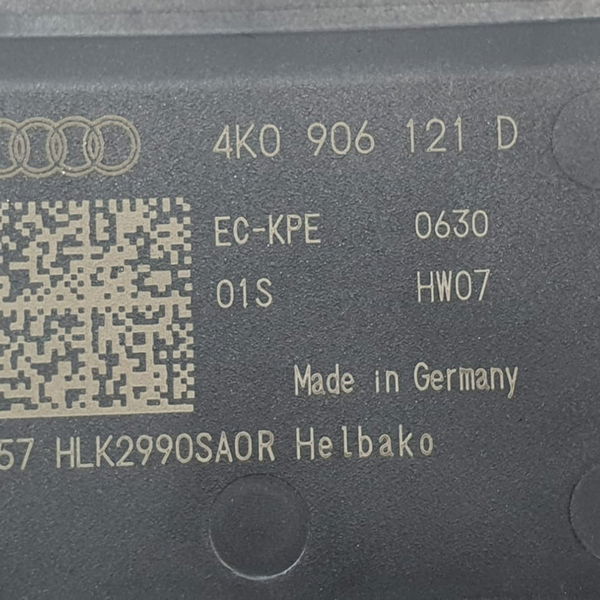 4K0 906 121 D
EC-KPE 0630
01S HW07
Made in Germany
57 HLK2990SA0R Helbako